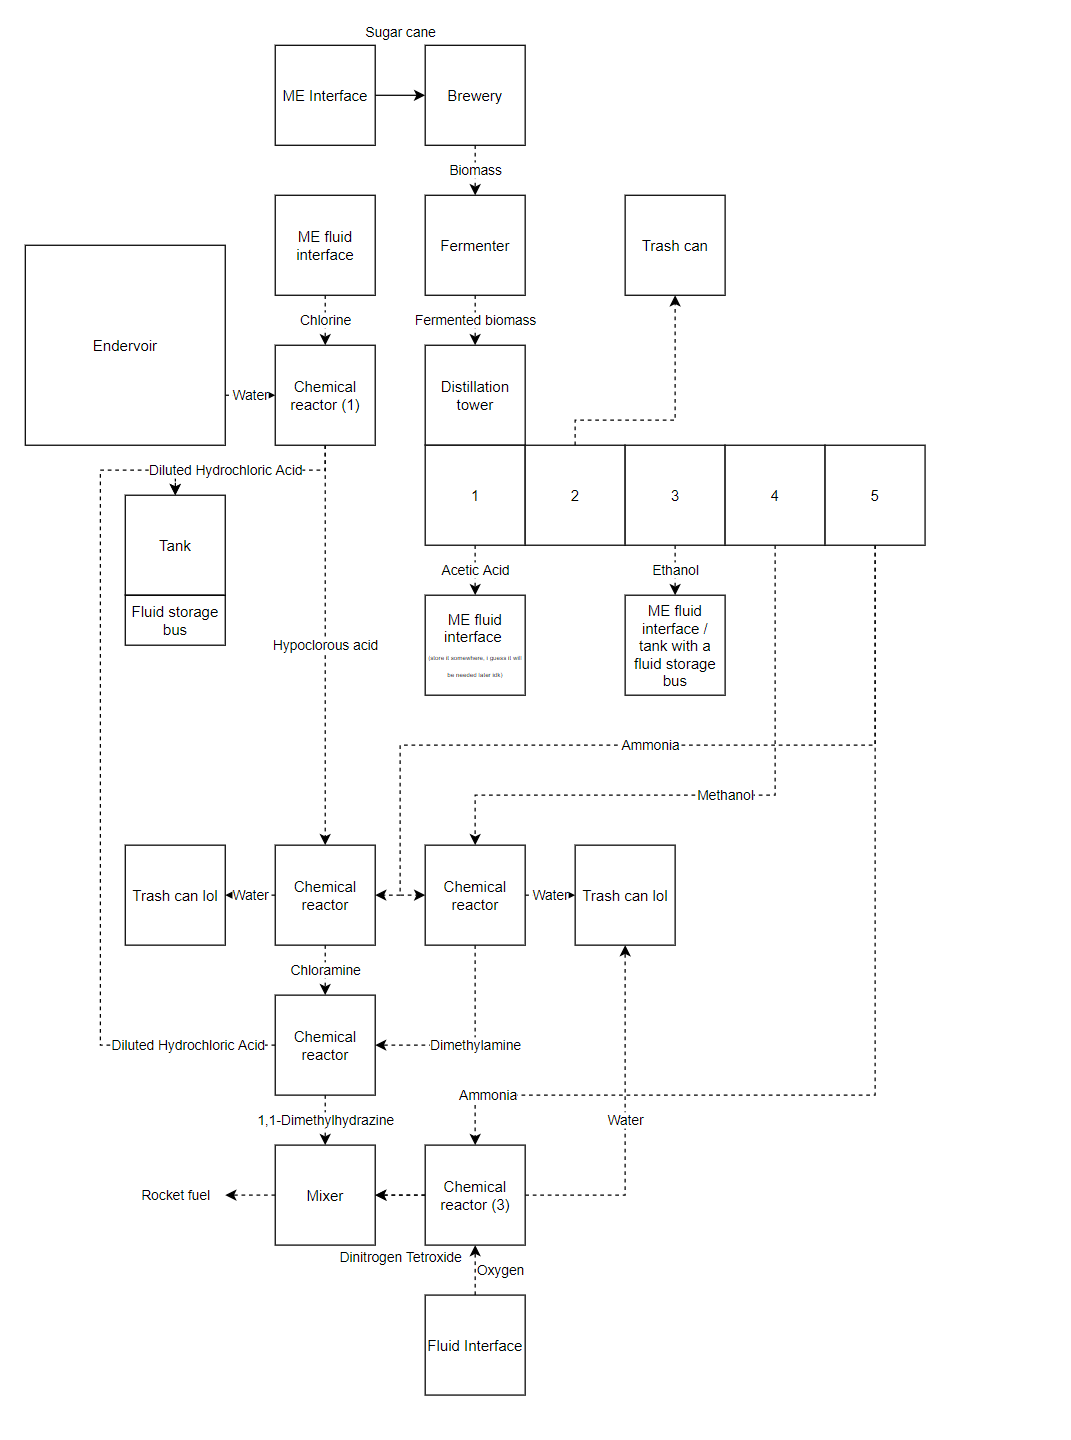 Sugar cane
ME Interface
Brewery
Biomass
ME fluid
interface
Fermenter
Trash can
Chlorine
Fermented biomass
Endervoir
Water
Chemical
reactor (1)
Distillation
tower
Diluted Hydrochloric Acid
1
2
3
4
5
Tank
Fluid storage
bus
Acetic Acid
Ethanol
ME fluid
interface
(store it somewhere, i guess it will
be needed later idk)
ME fluid
interface /
tank with a
fluid storage
bus
Hypoclorous acid
Ammonia
Methanol
Trash can lol
Water
Chemical
reactor
Chemical
reactor
Water
Trash can lol
Chloramine
Chemical
reactor
Diluted Hydrochloric Acid
Dimethylamine
Ammonia
1,1-Dimethylhydrazine
Water
Rocket fuel
Mixer
Chemical
reactor (3)
Dinitrogen Tetroxide
Oxygen
Fluid Interface